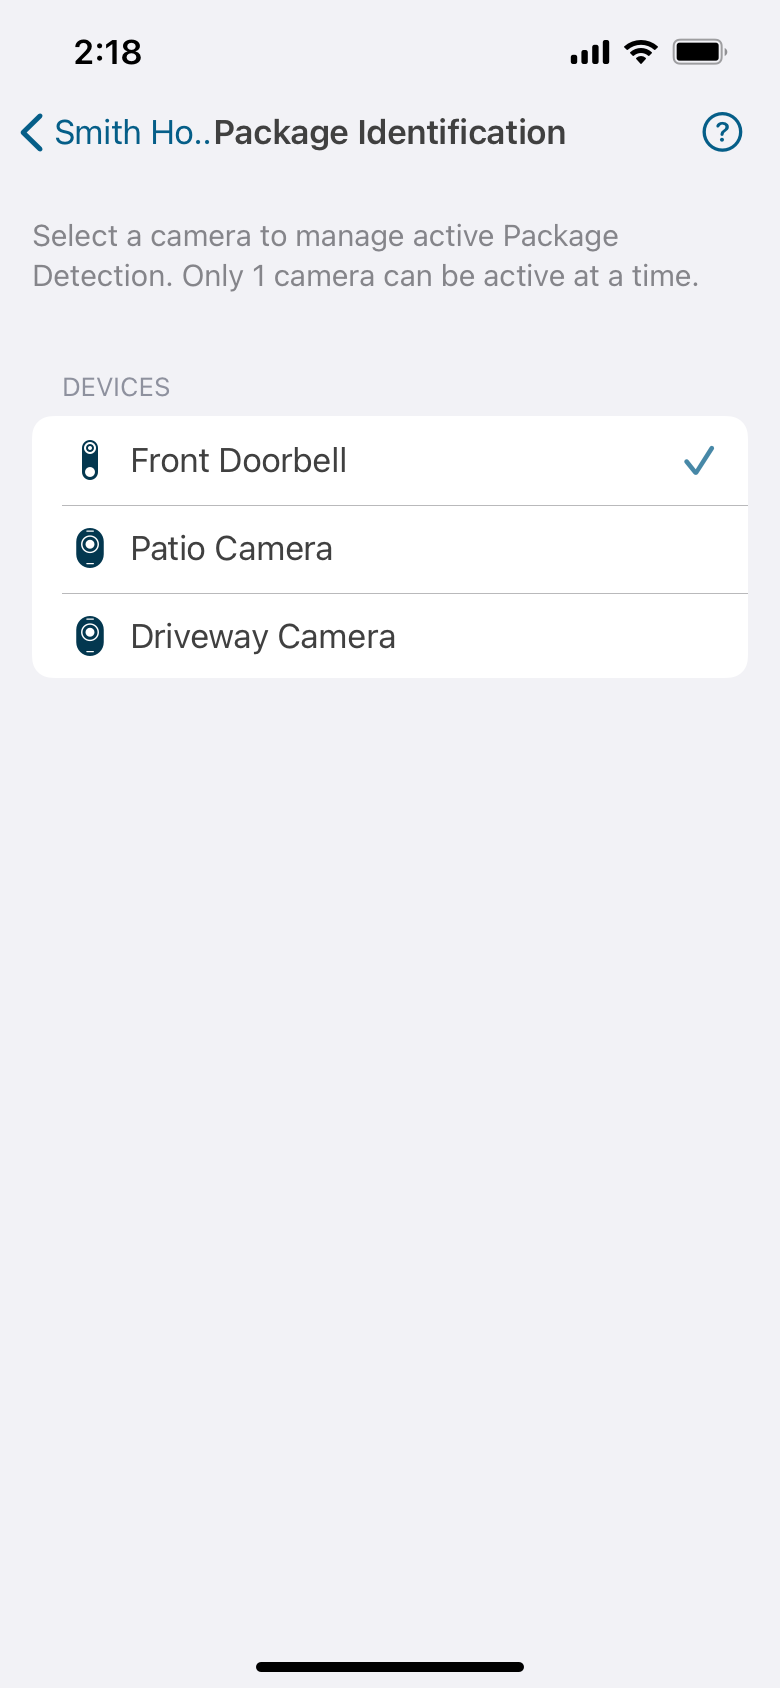 2:18
Smith Ho.. Package Identification
?
Select a camera to manage active Package
Detection. Only 1 camera can be active at a time.
DEVICES
Front Doorbell
Patio Camera
Driveway Camera